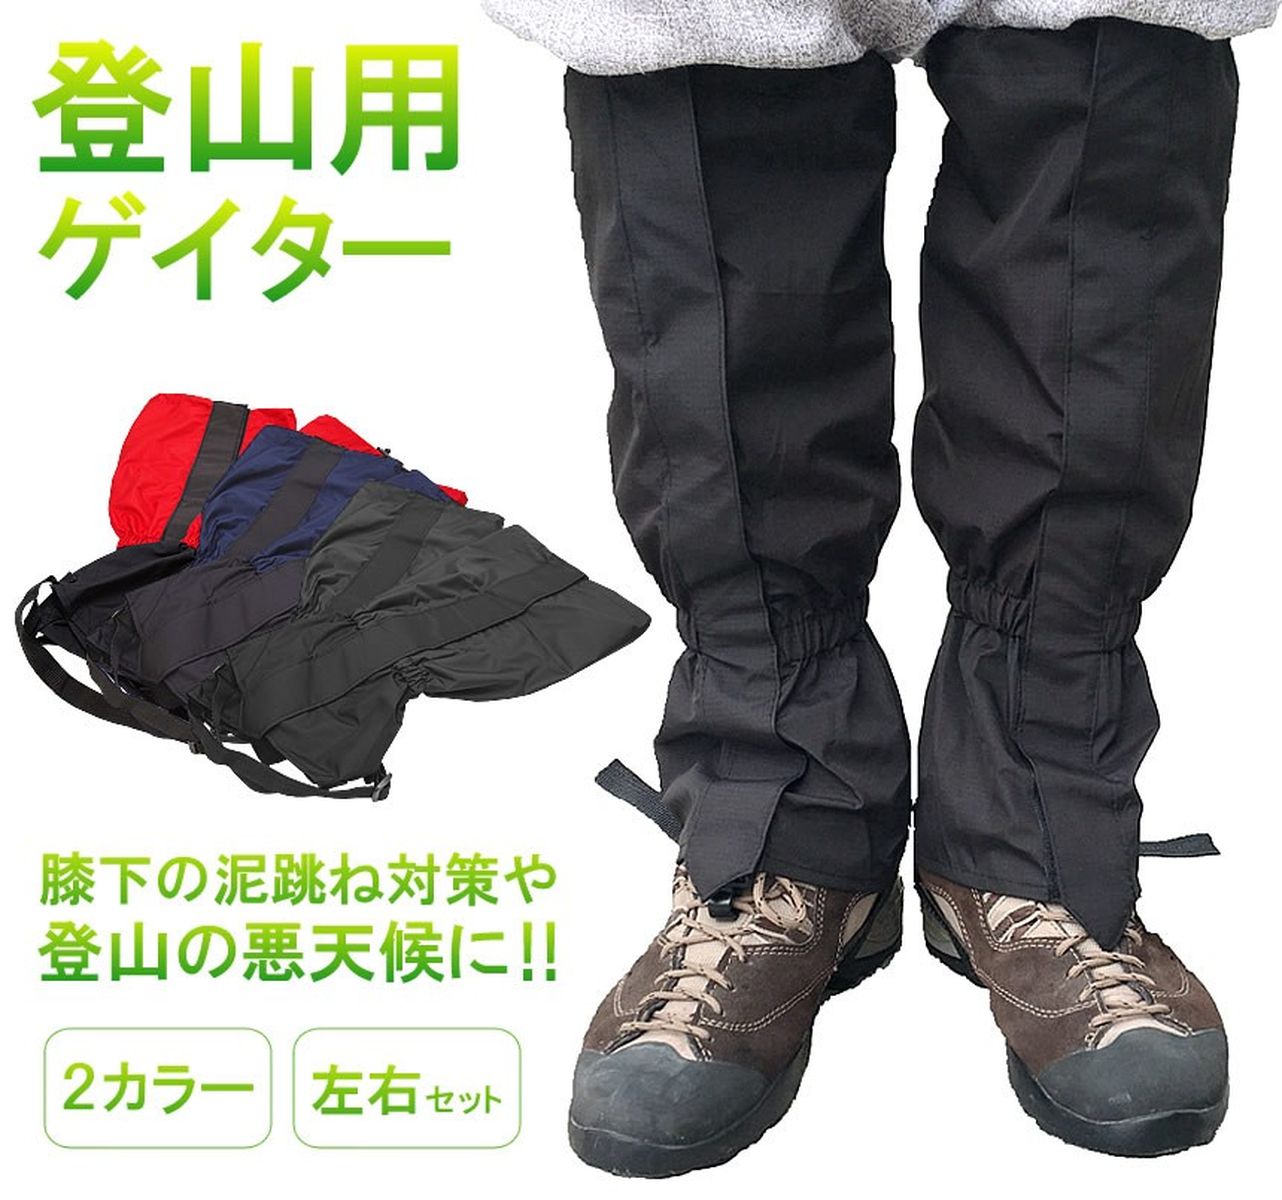 登山用
ゲイター
膝下の泥跳ね対策や
登山の悪天候に!!
2カラー
左右セット